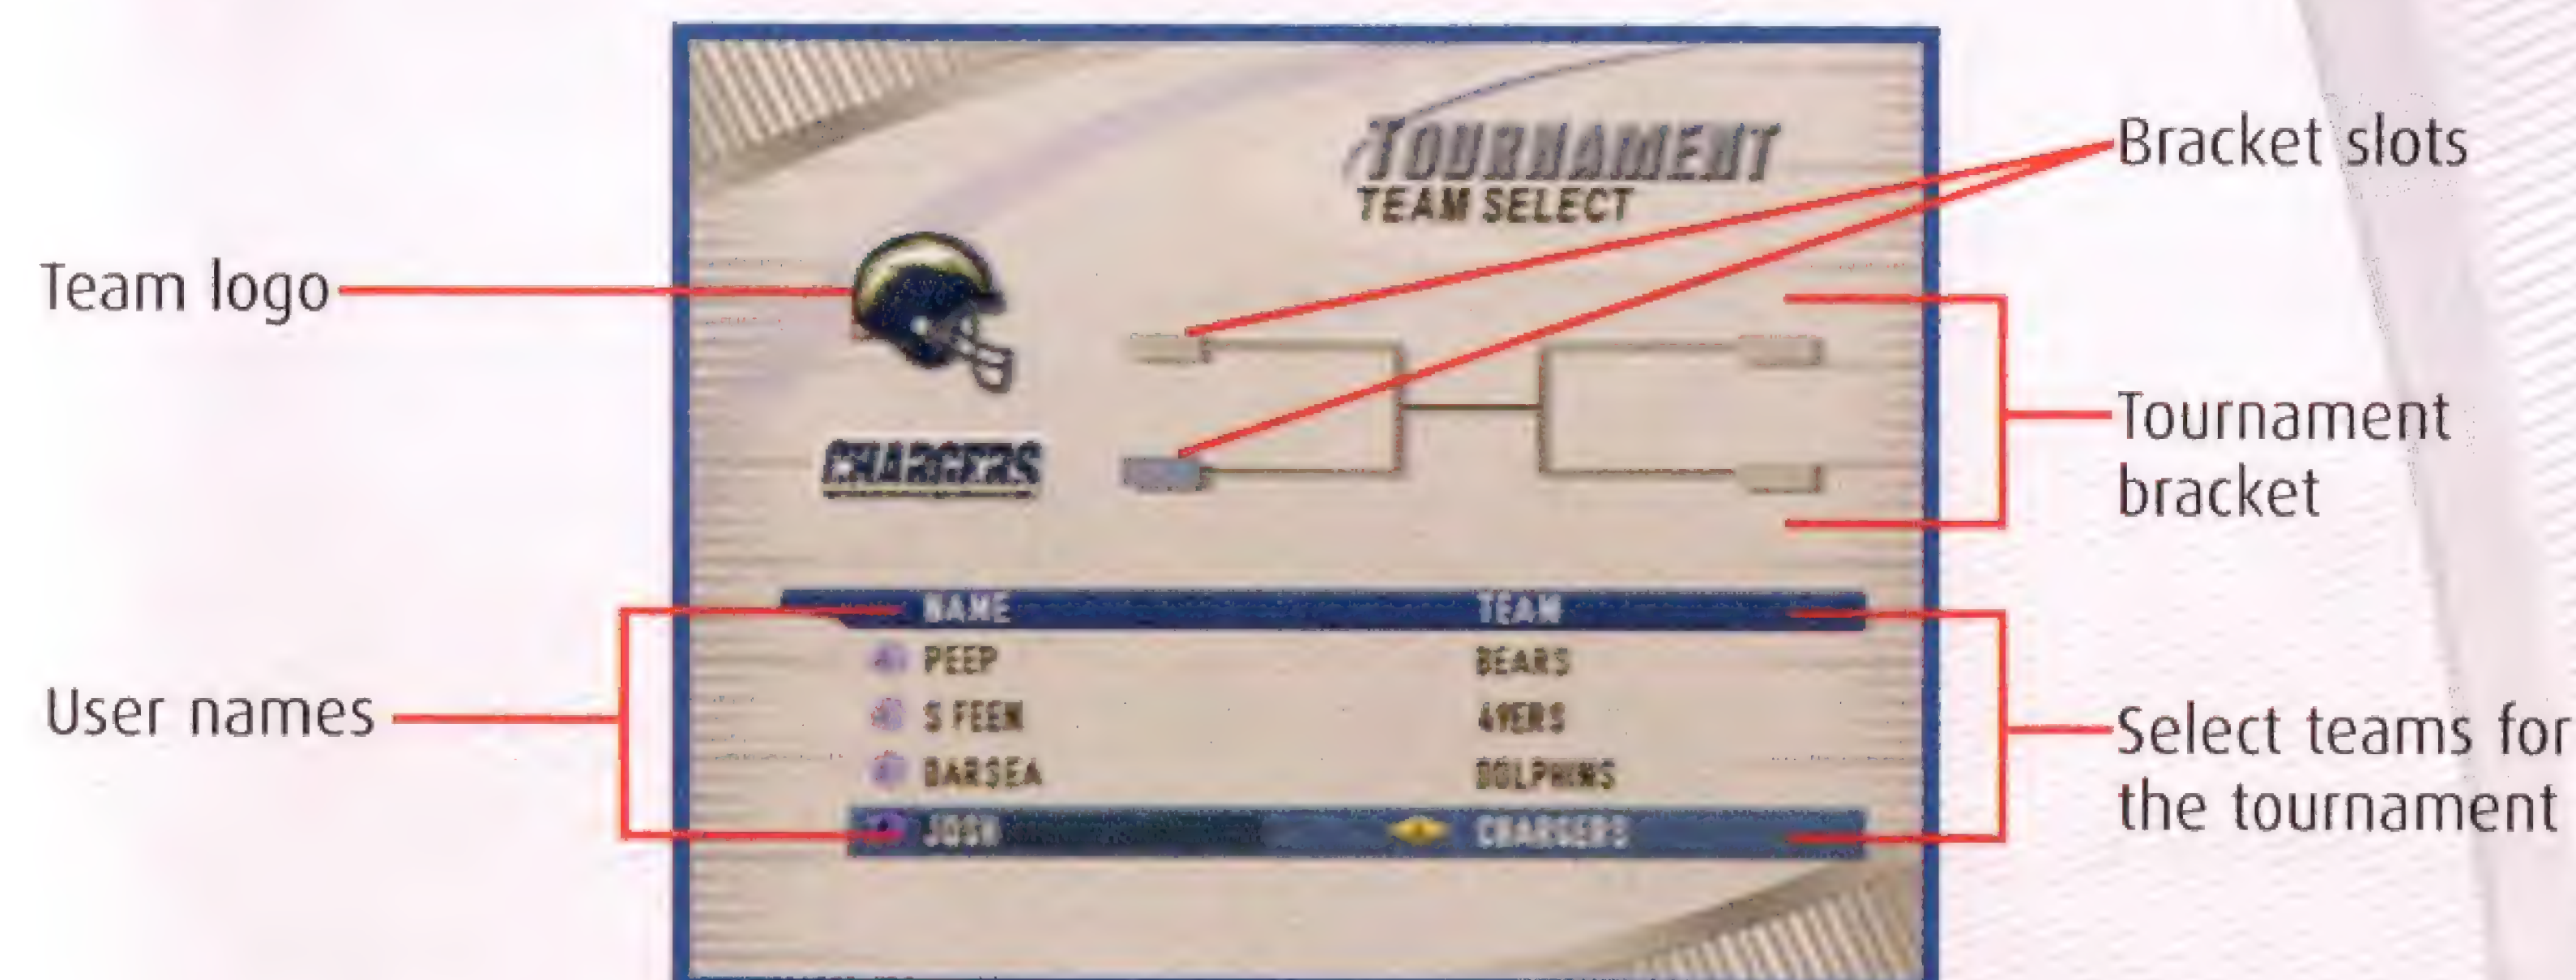 TOURNAMENT
TEAM SELECT
Bracket slots
Team logo
Tournament
bracket
CHARGERS
NAME TEAM
PEEP BEARS
S FEEN 49ERS
DARSEA DOLPHINS
JOSH CHARGERS
User names
Select teams for
the tournament